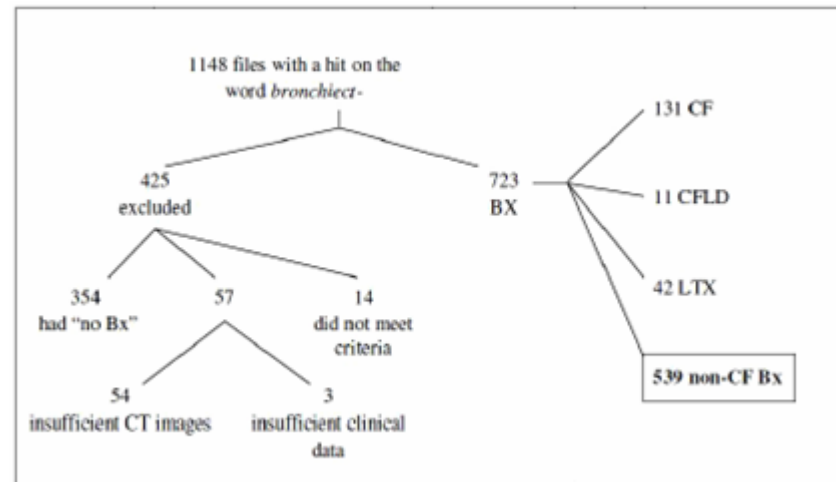 1148 files with a hit on the
word bronchiect-
131 CF
425
excluded
723
BX
11 CFLD
42 LTX
354
had "no Bx"
57
14
did not meet
criteria
539 non-CF Bx
54
insufficient CT images
3
insufficient clinical
data